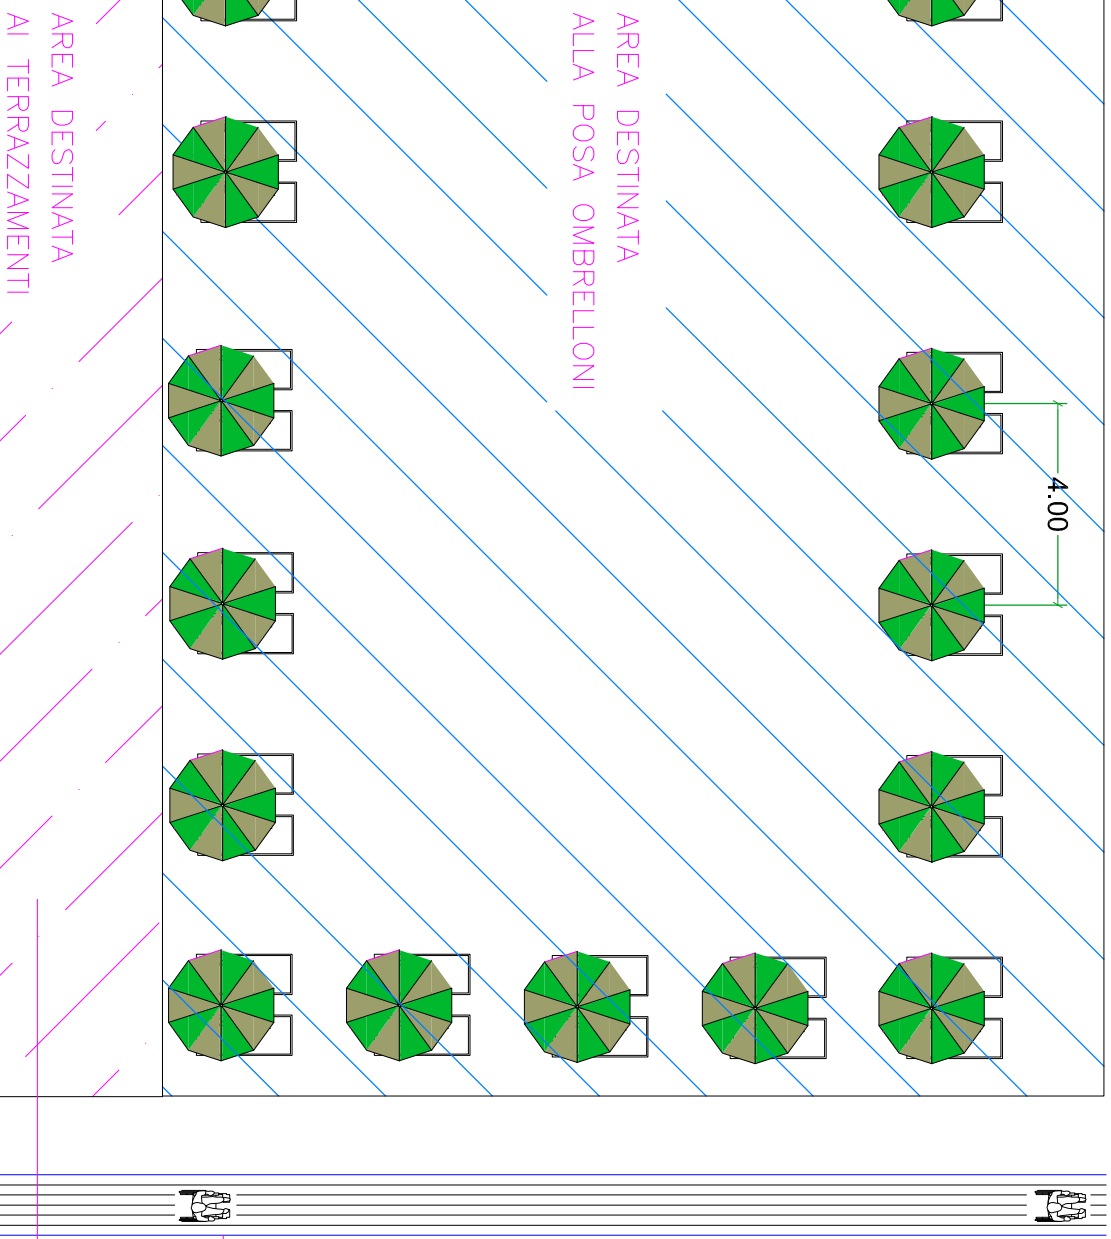 AREA DESTINATA
AI TERRAZZAMENTI
AREA DESTINATA
ALLA POSA OMBRELLONI
4.00